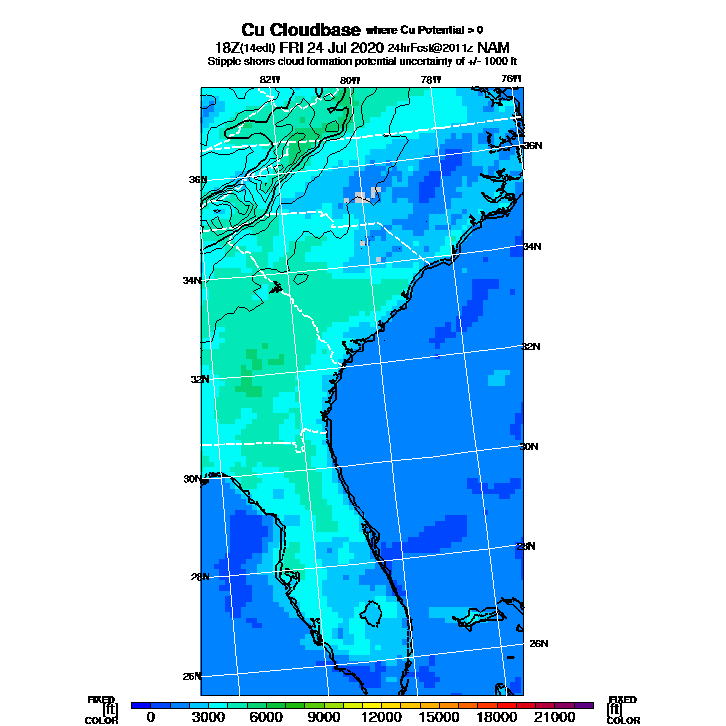 Cu Cloudbase where Cu Potential > 0
18Z(14edt) FRI 24 Jul 2020 24hrFcst@2011z NAM
Stipple shows cloud formation potential uncertainty of +/- 1000 ft
82W 80W 78W 76W
36N
36N
34N
34N
32N
32N
30N
30N
28N
28N
26N
26N
FIXED FIXED
[ft] [ft]
COLOR COLOR
0 3000 6000 9000 12000 15000 18000 21000